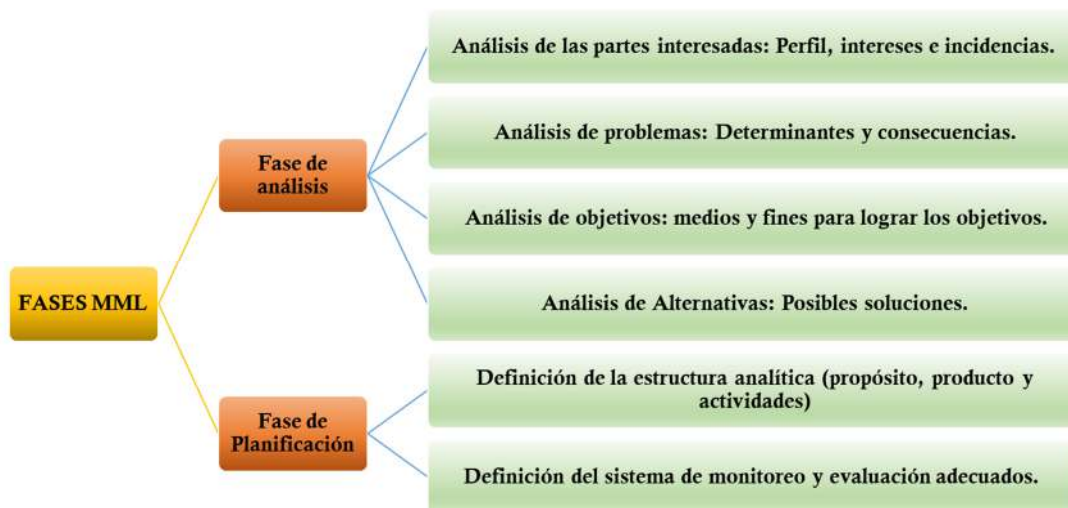 Análisis de las partes interesadas: Perfil, intereses e incidencias.
Análisis de problemas: Determinantes y consecuencias.
Fase de
análisis
Análisis de objetivos: medios y fines para lograr los objetivos.
FASES MML
Análisis de Alternativas: Posibles soluciones.
Definición de la estructura analítica (propósito, producto y
actividades)
Fase de
Planificación
Definición del sistema de monitoreo y evaluación adecuados.